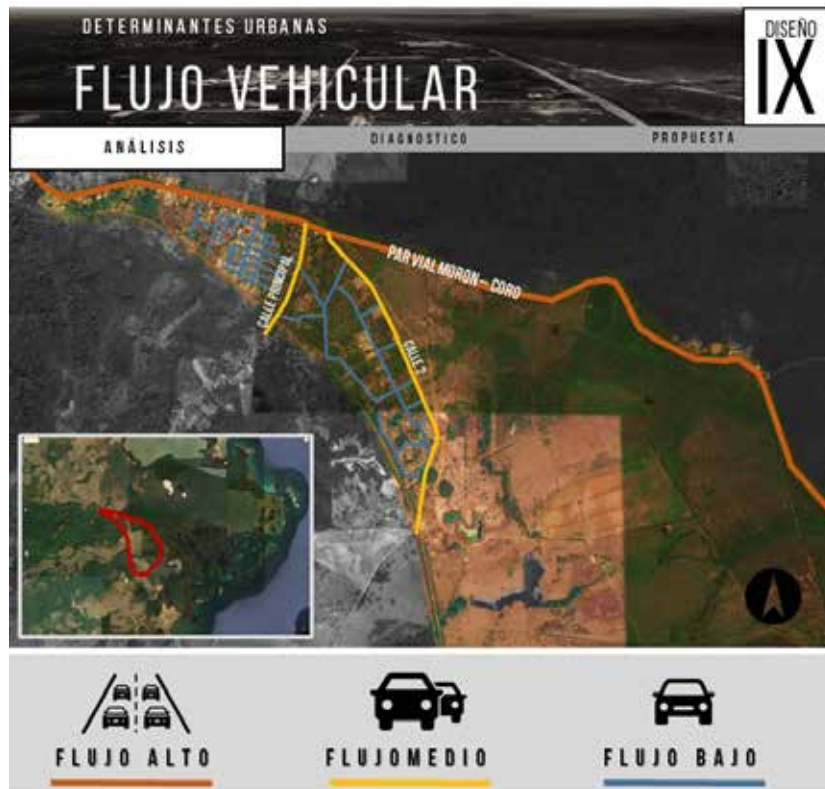 DETERMINANTES URBANAS
DISEÑO
IX
FLUJO VEHICULAR
ANÁLISIS
DIAGNOSTICO
PROPUESTA
PAR VIAL MORON - CORO
CALLE PRINCIPAL
CALLE 2
FLUJO ALTO
FLUJOMEDIO
FLUJO BAJO